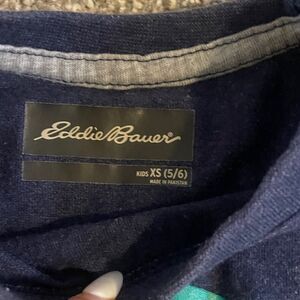 Eddie Bauer®
KIDS XS (5/6)
MADE IN PAKISTAN